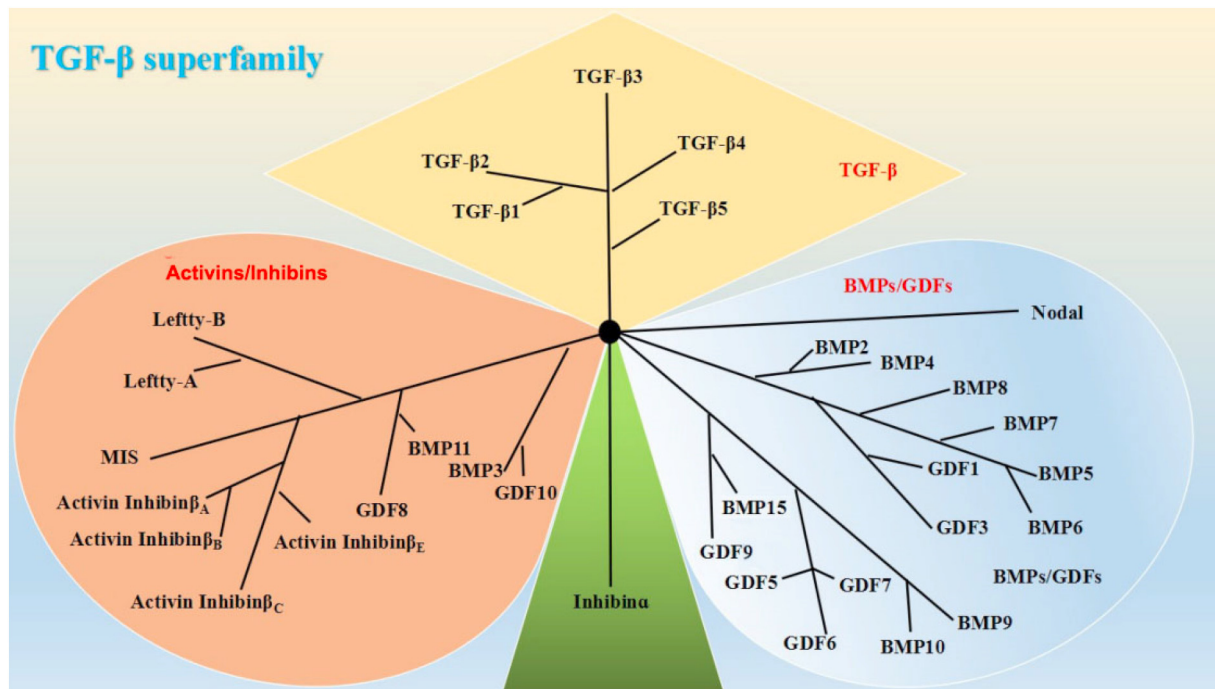 TGF-β superfamily
TGF-β3
TGF-β4
TGF-β2
TGF-β
TGF-β1
TGF-β5
Activins/Inhibins
Leftty-B
Leftty-A
MIS
BMP11
BMP3
GDF10
GDF8
Activin InhibinβA
Activin InhibinβB
Activin InhibinβE
Activin InhibinβC
Inhibinα
BMPs/GDFs
Nodal
BMP2
BMP4
BMP8
BMP7
GDF1
BMP5
BMP15
GDF3
BMP6
GDF9
GDF5
GDF7
BMPs/GDFs
GDF6
BMP10
BMP9